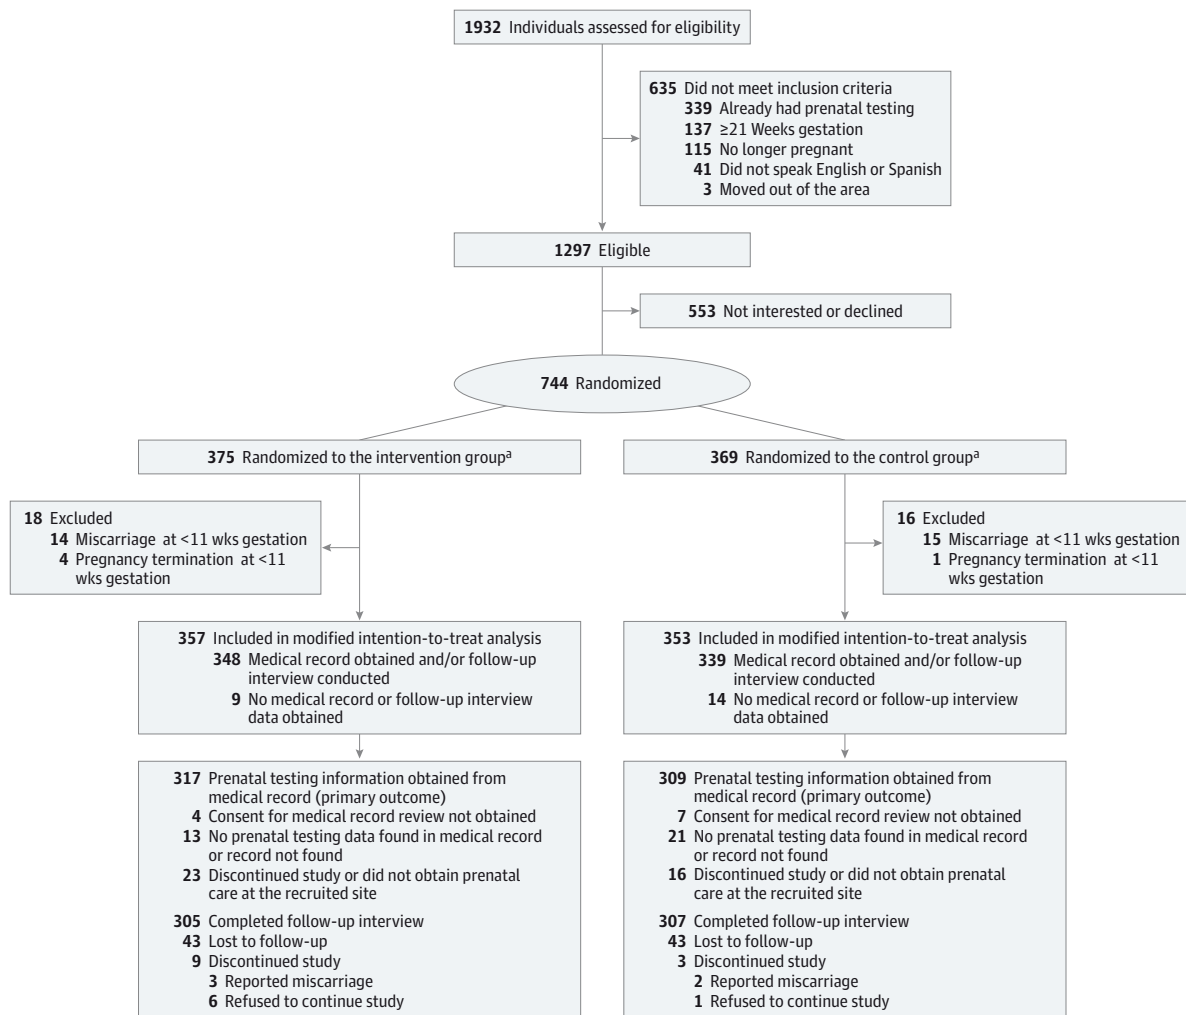 1932 Individuals assessed for eligibility
635 Did not meet inclusion criteria
339 Already had prenatal testing
137 ≥21 Weeks gestation
115 No longer pregnant
41 Did not speak English or Spanish
3 Moved out of the area
1297 Eligible
553 Not interested or declined
744 Randomized
375 Randomized to the intervention groupᵃ
369 Randomized to the control groupᵃ
18 Excluded
14 Miscarriage at <11 wks gestation
4 Pregnancy termination at <11
wks gestation
16 Excluded
15 Miscarriage at <11 wks gestation
1 Pregnancy termination at <11
wks gestation
357 Included in modified intention-to-treat analysis
348 Medical record obtained and/or follow-up
interview conducted
9 No medical record or follow-up interview
data obtained
353 Included in modified intention-to-treat analysis
339 Medical record obtained and/or follow-up
interview conducted
14 No medical record or follow-up interview
data obtained
317 Prenatal testing information obtained from
medical record (primary outcome)
4 Consent for medical record review not obtained
13 No prenatal testing data found in medical record
or record not found
23 Discontinued study or did not obtain prenatal
care at the recruited site
305 Completed follow-up interview
43 Lost to follow-up
9 Discontinued study
3 Reported miscarriage
6 Refused to continue study
309 Prenatal testing information obtained from
medical record (primary outcome)
7 Consent for medical record review not obtained
21 No prenatal testing data found in medical record
or record not found
16 Discontinued study or did not obtain prenatal
care at the recruited site
307 Completed follow-up interview
43 Lost to follow-up
3 Discontinued study
2 Reported miscarriage
1 Refused to continue study